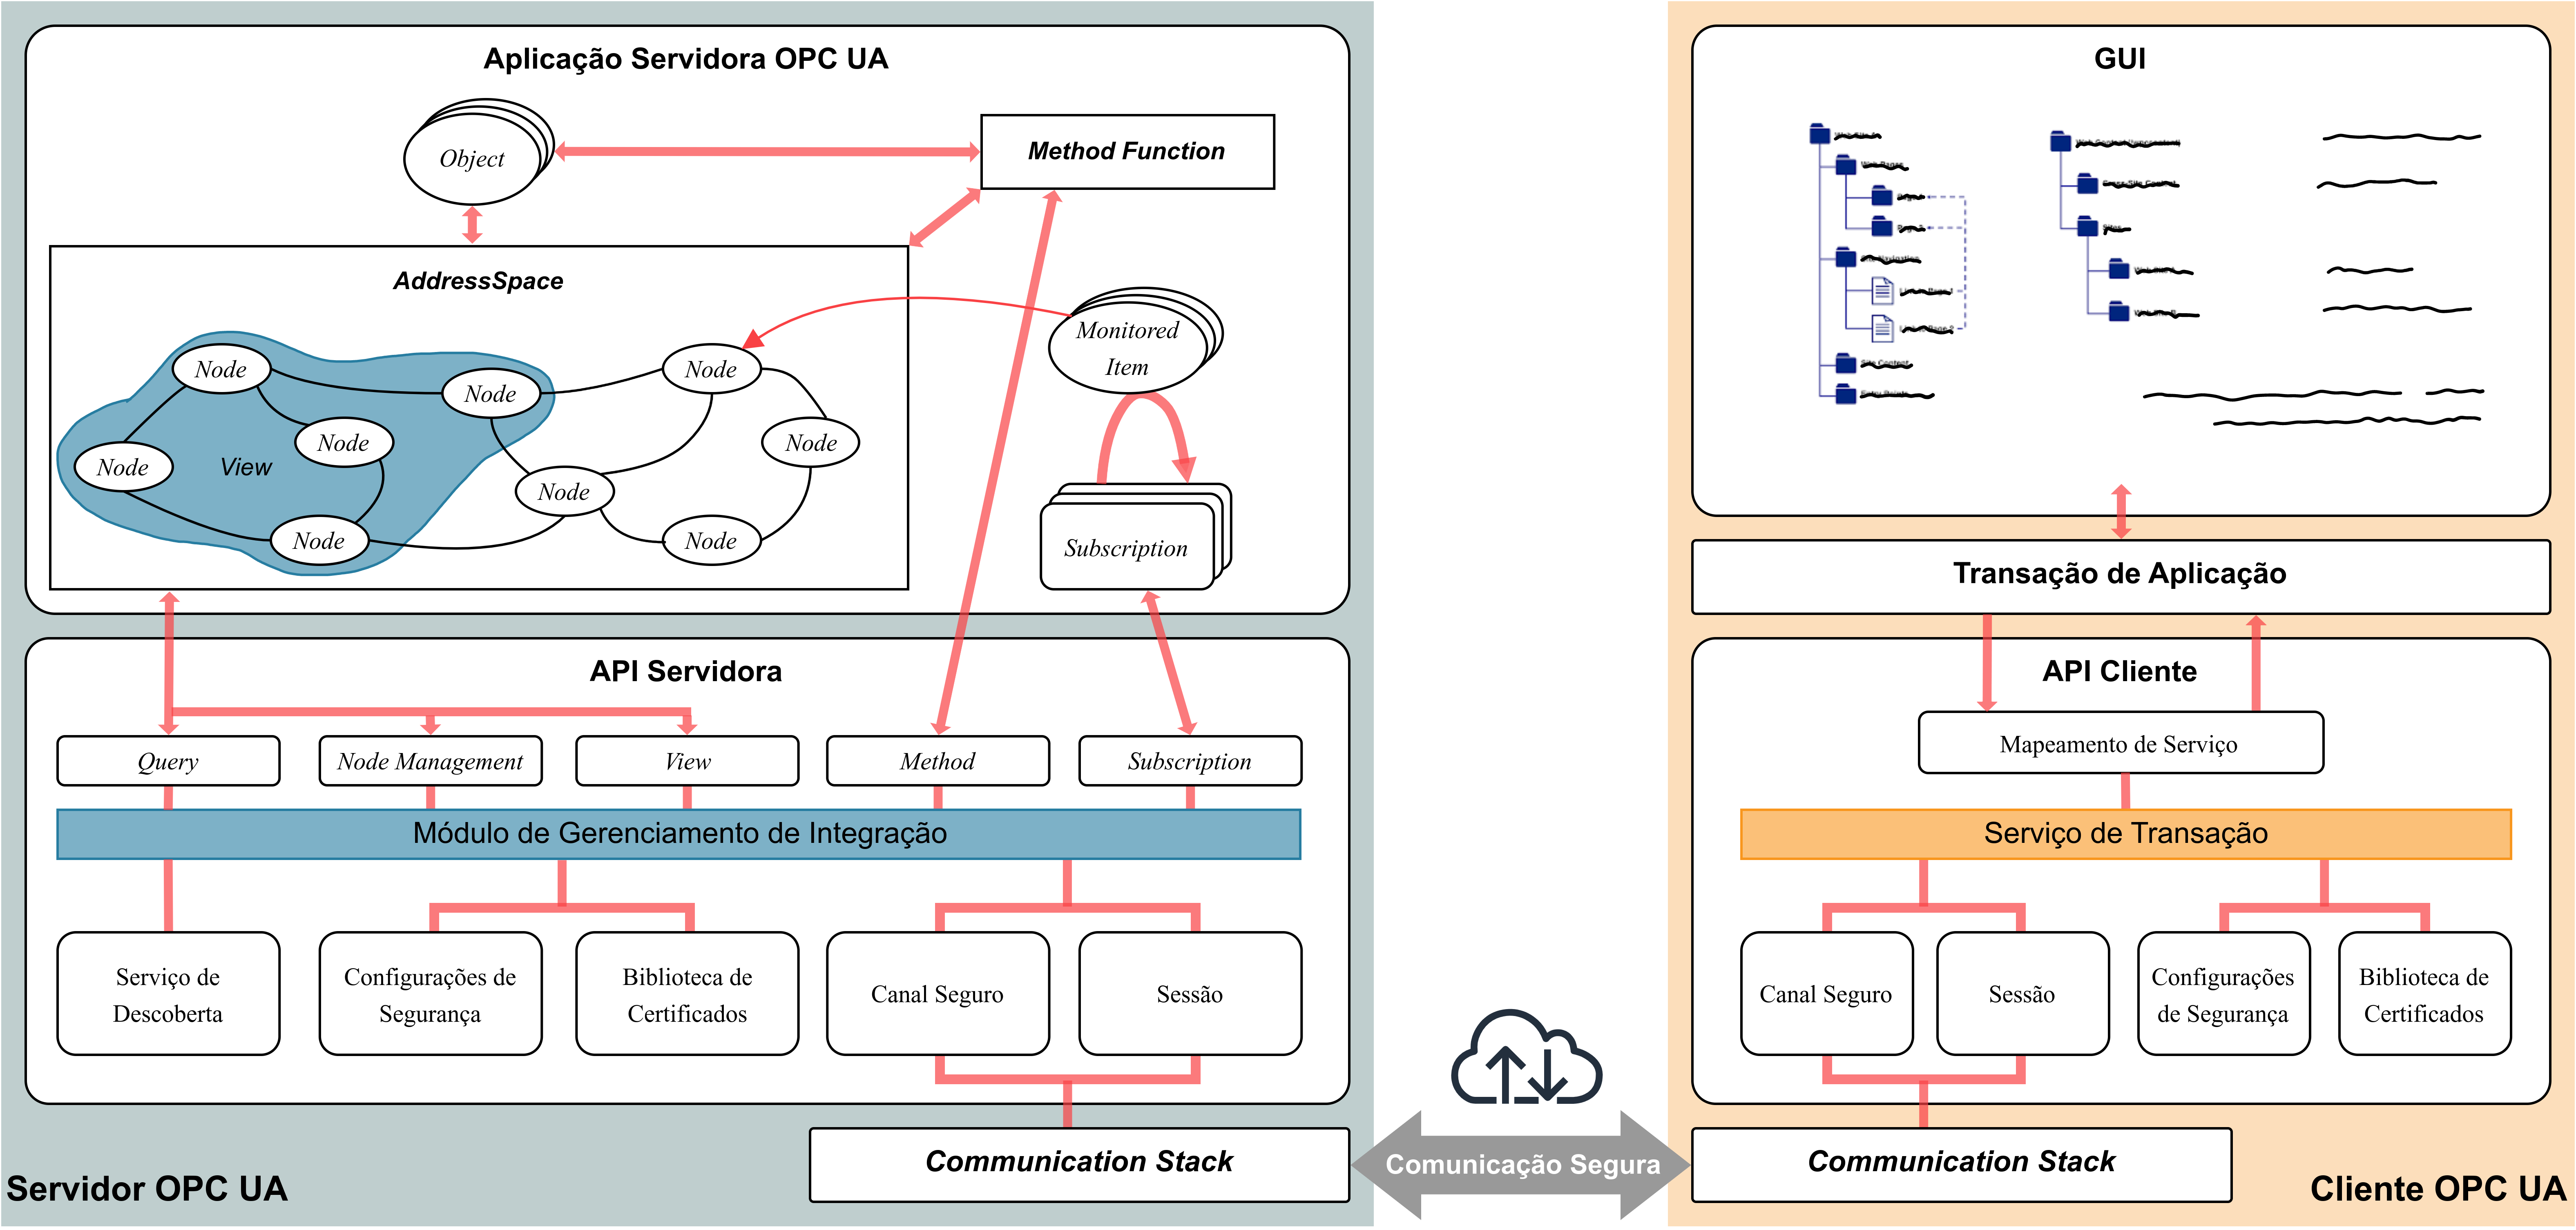 Aplicação Servidora OPC UA
Object
Method Function
AddressSpace
Monitored
Item
Node
Node
Node
Node
Node
Node
View
Node
Node
Node
Subscription
API Servidora
Query
Node Management
View
Method
Subscription
Módulo de Gerenciamento de Integração
Serviço de
Descoberta
Configurações de
Segurança
Biblioteca de
Certificados
Canal Seguro
Sessão
Communication Stack
Servidor OPC UA
Comunicação Segura
GUI
Transação de Aplicação
API Cliente
Mapeamento de Serviço
Serviço de Transação
Canal Seguro
Sessão
Configurações
de Segurança
Biblioteca de
Certificados
Communication Stack
Cliente OPC UA